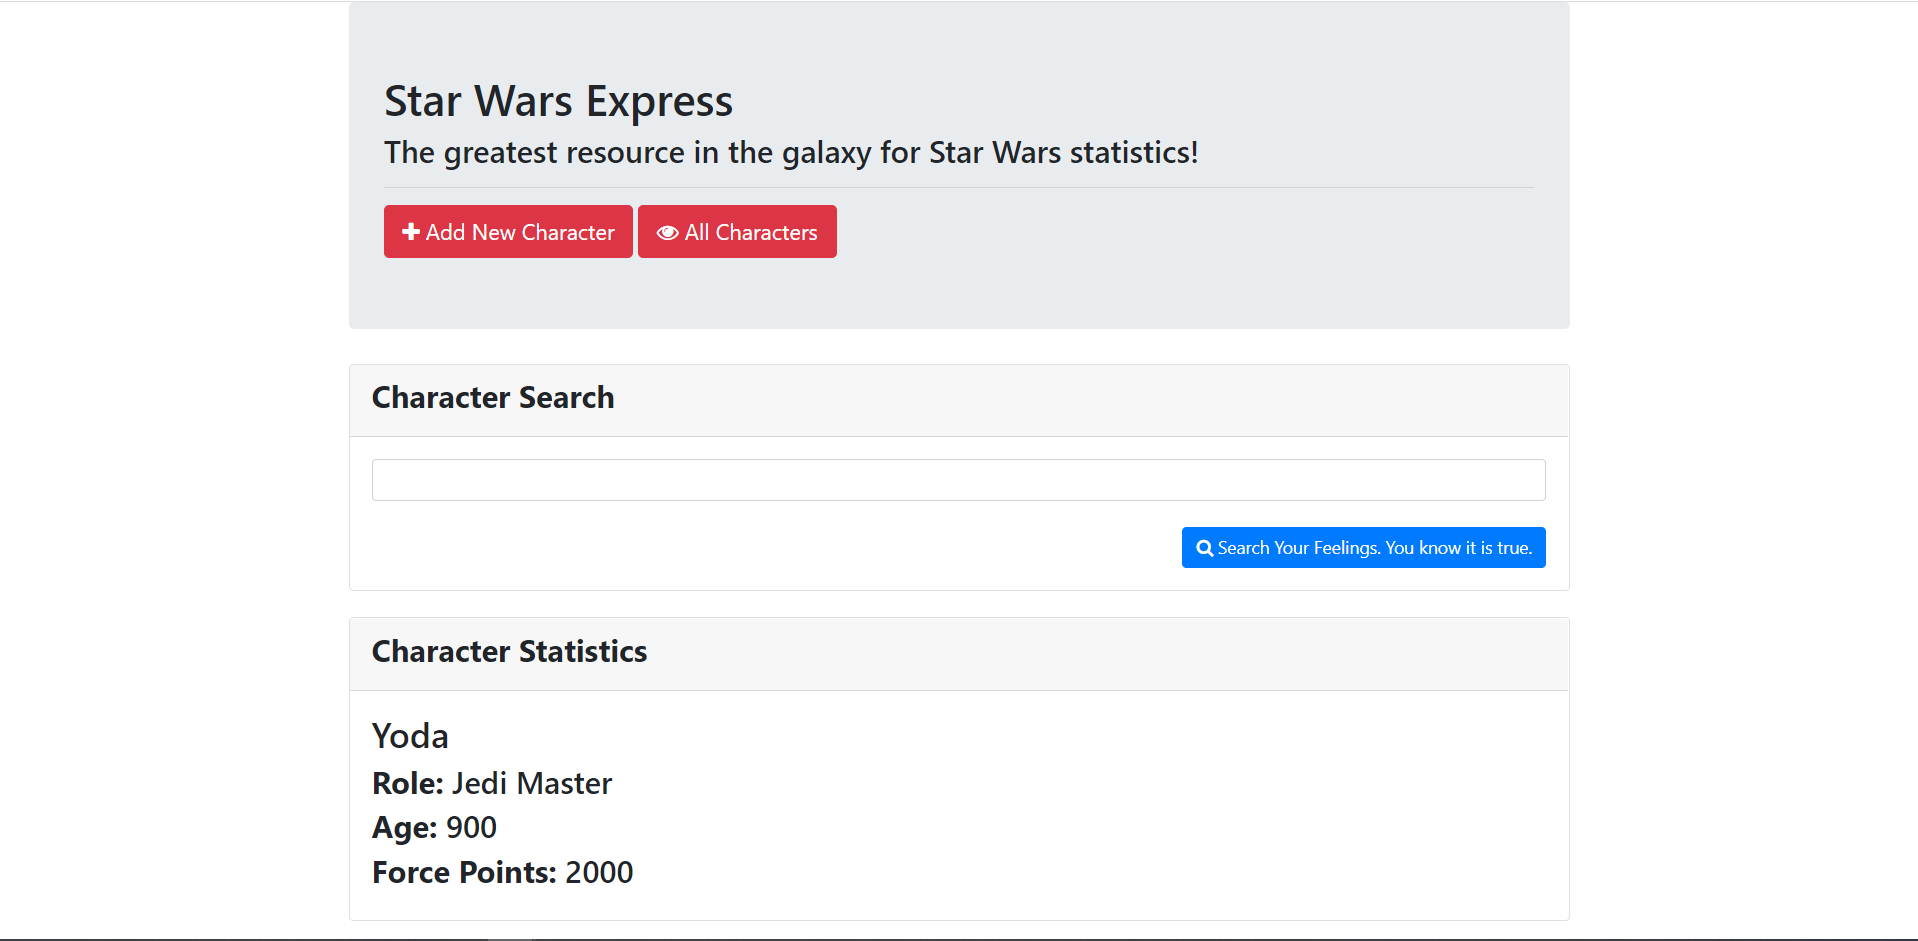 Star Wars Express
The greatest resource in the galaxy for Star Wars statistics!
Add New Character All Characters
Character Search
Search Your Feelings. You know it is true.
Character Statistics
Yoda
Role: Jedi Master
Age: 900
Force Points: 2000